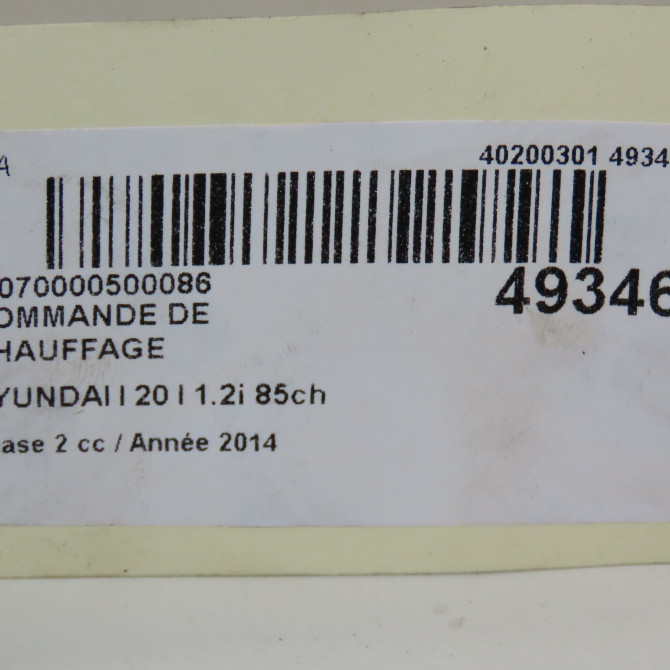 A
40200301 4934
070000500086
49346
OMMANDE DE
HAUFFAGE
YUNDAI I 20 I 1.2i 85ch
ase 2 cc / Année 2014